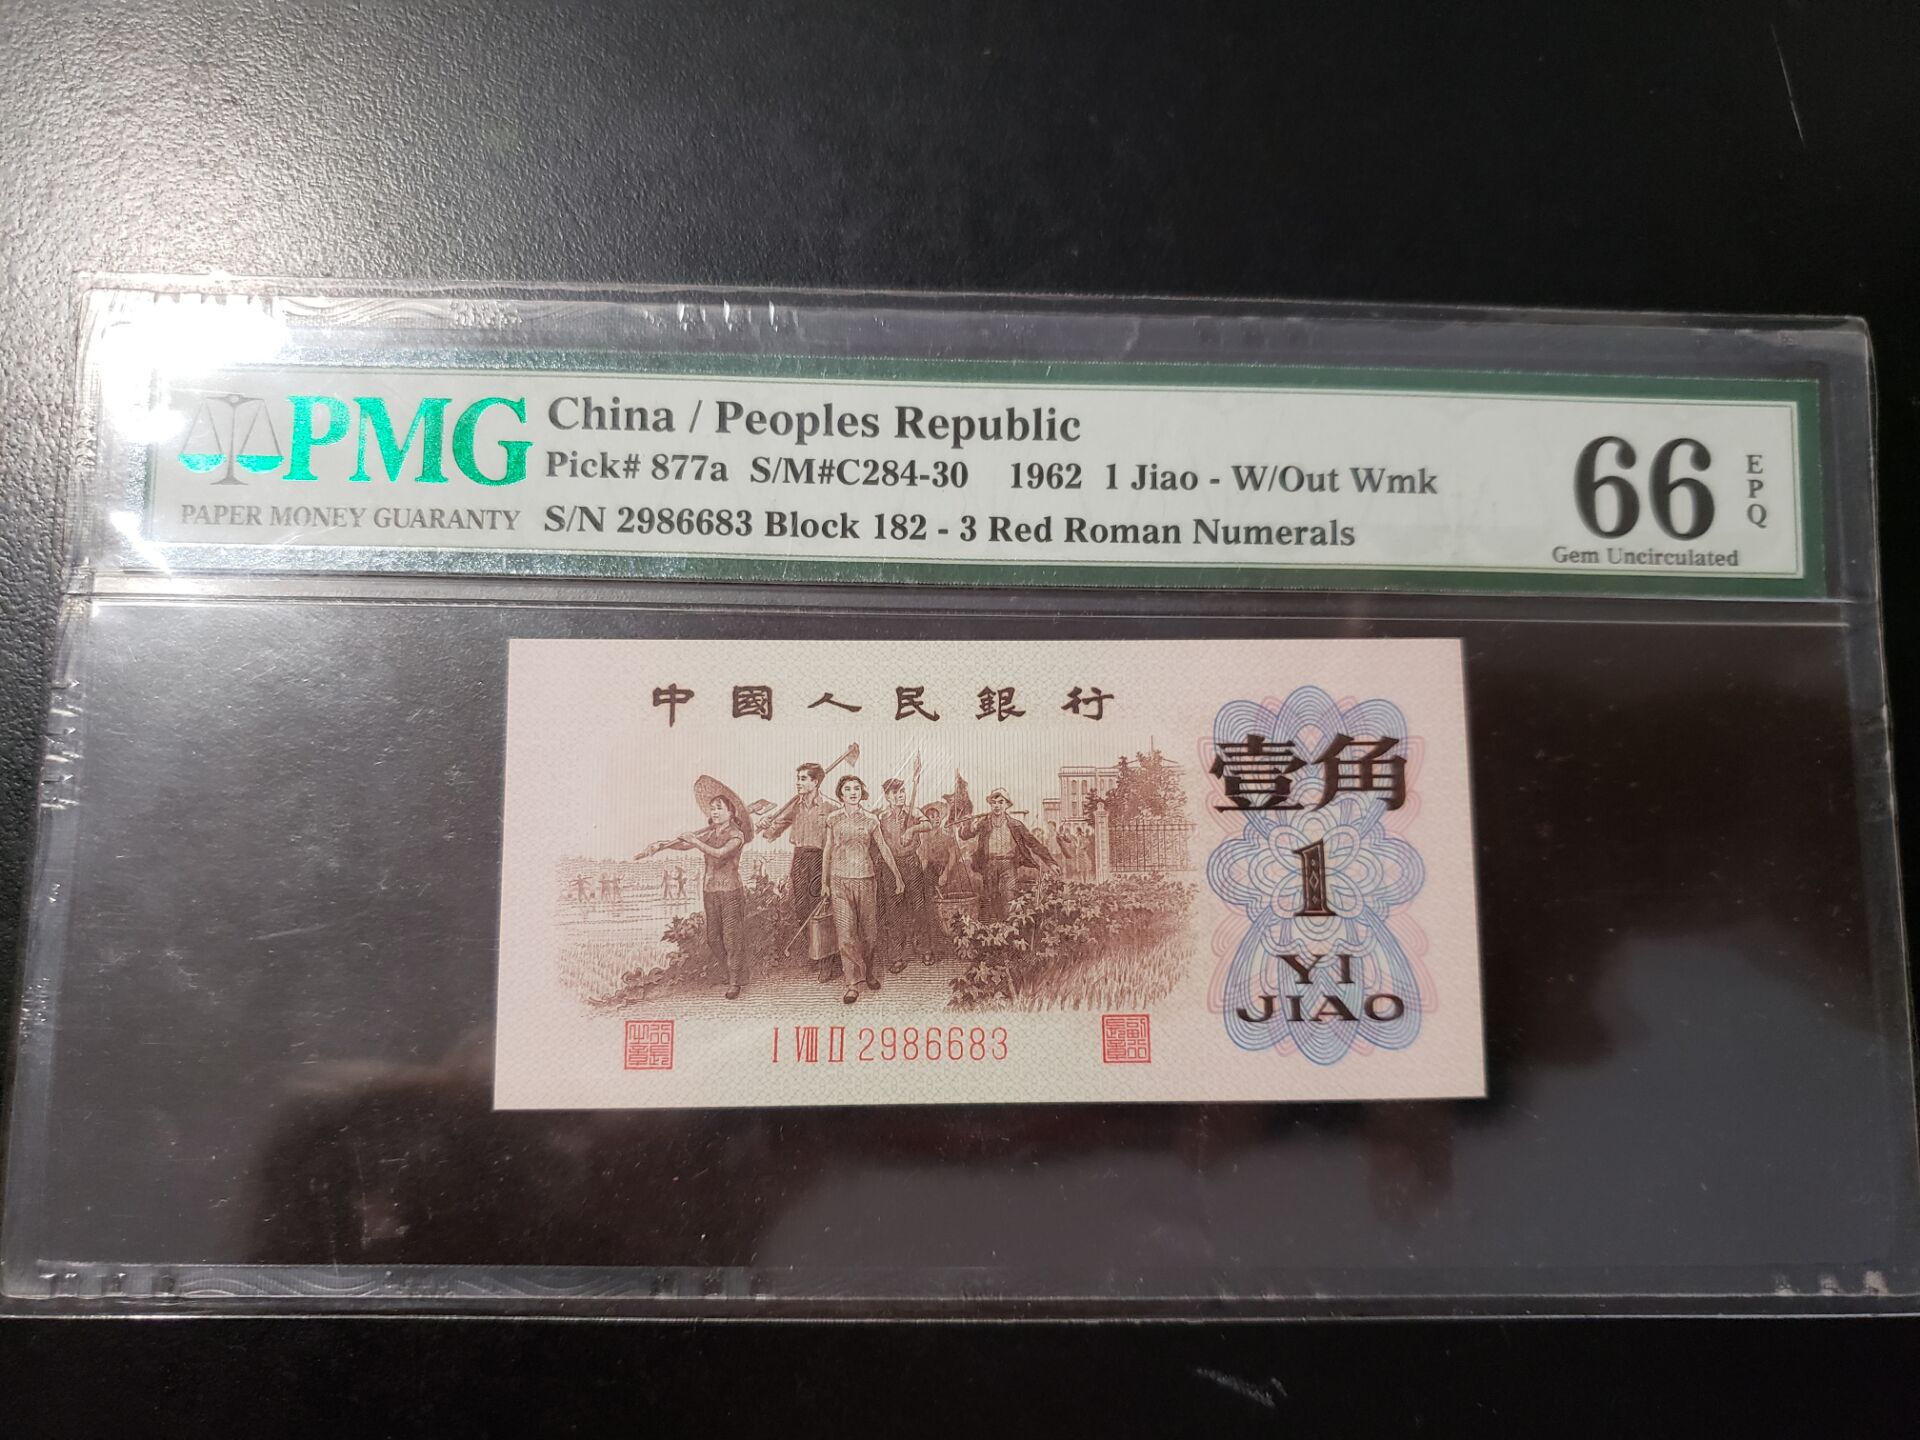 PMG
PAPER MONEY GUARANTY
China / Peoples Republic
Pick# 877a S/M#C284-30 1962 1 Jiao - W/Out Wmk
S/N 2986683 Block 182 - 3 Red Roman Numerals
66
EPQ
Gem Uncirculated
中國人民銀行
壹角
1
YI
JIAO
I VIII II 2986683